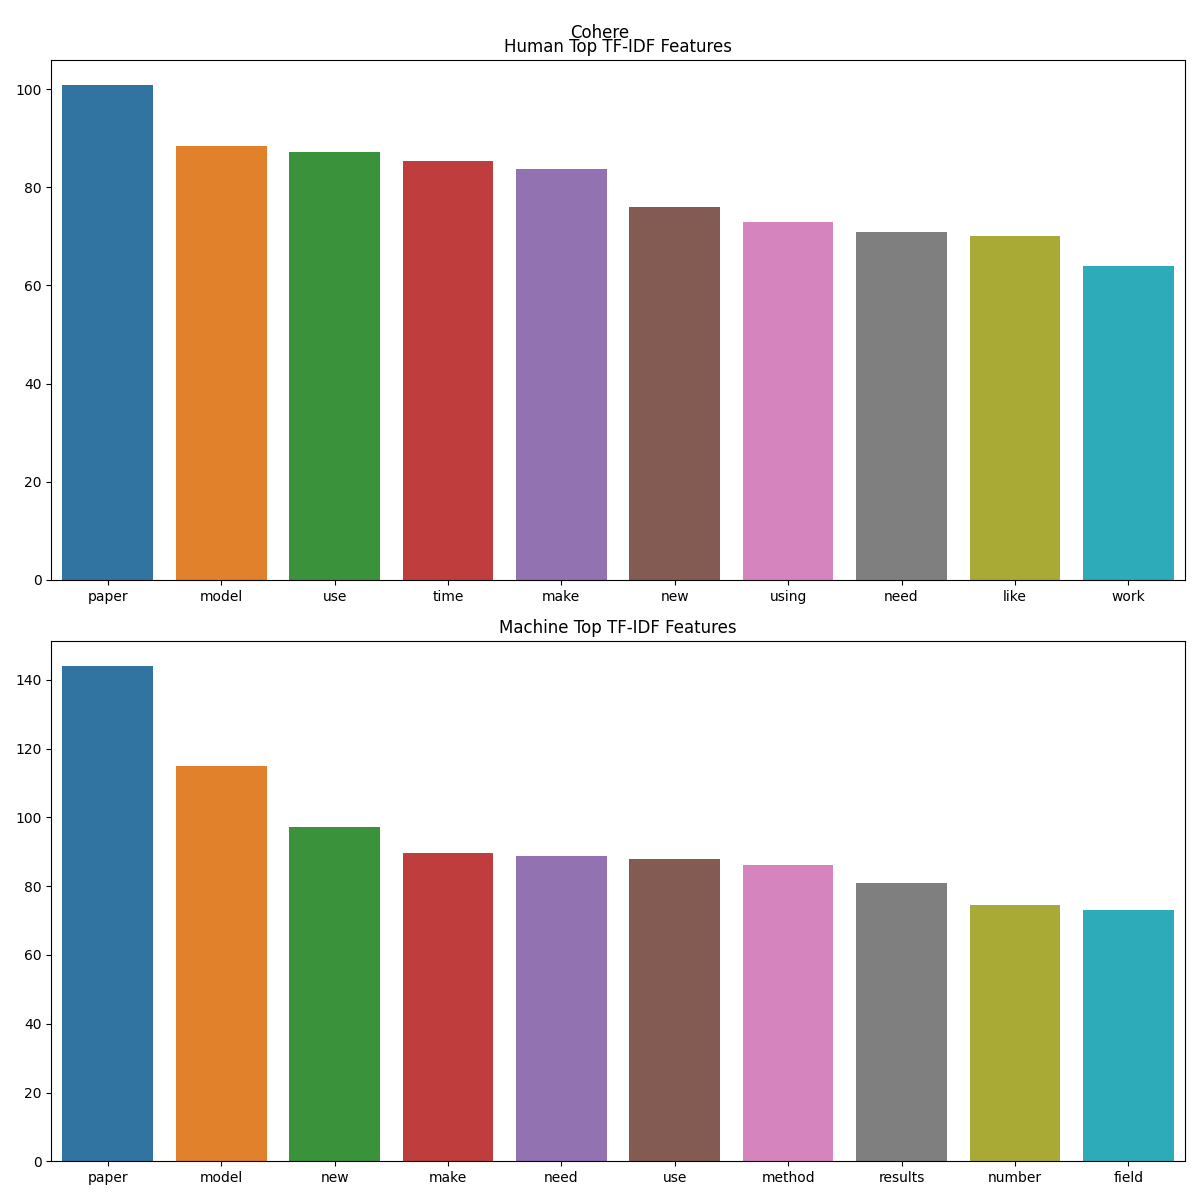 Cohere
Human Top TF-IDF Features
100
80
60
40
20
0
paper model use time make new using need like work
Machine Top TF-IDF Features
140
120
100
80
60
40
20
0
paper model new make need use method results number field